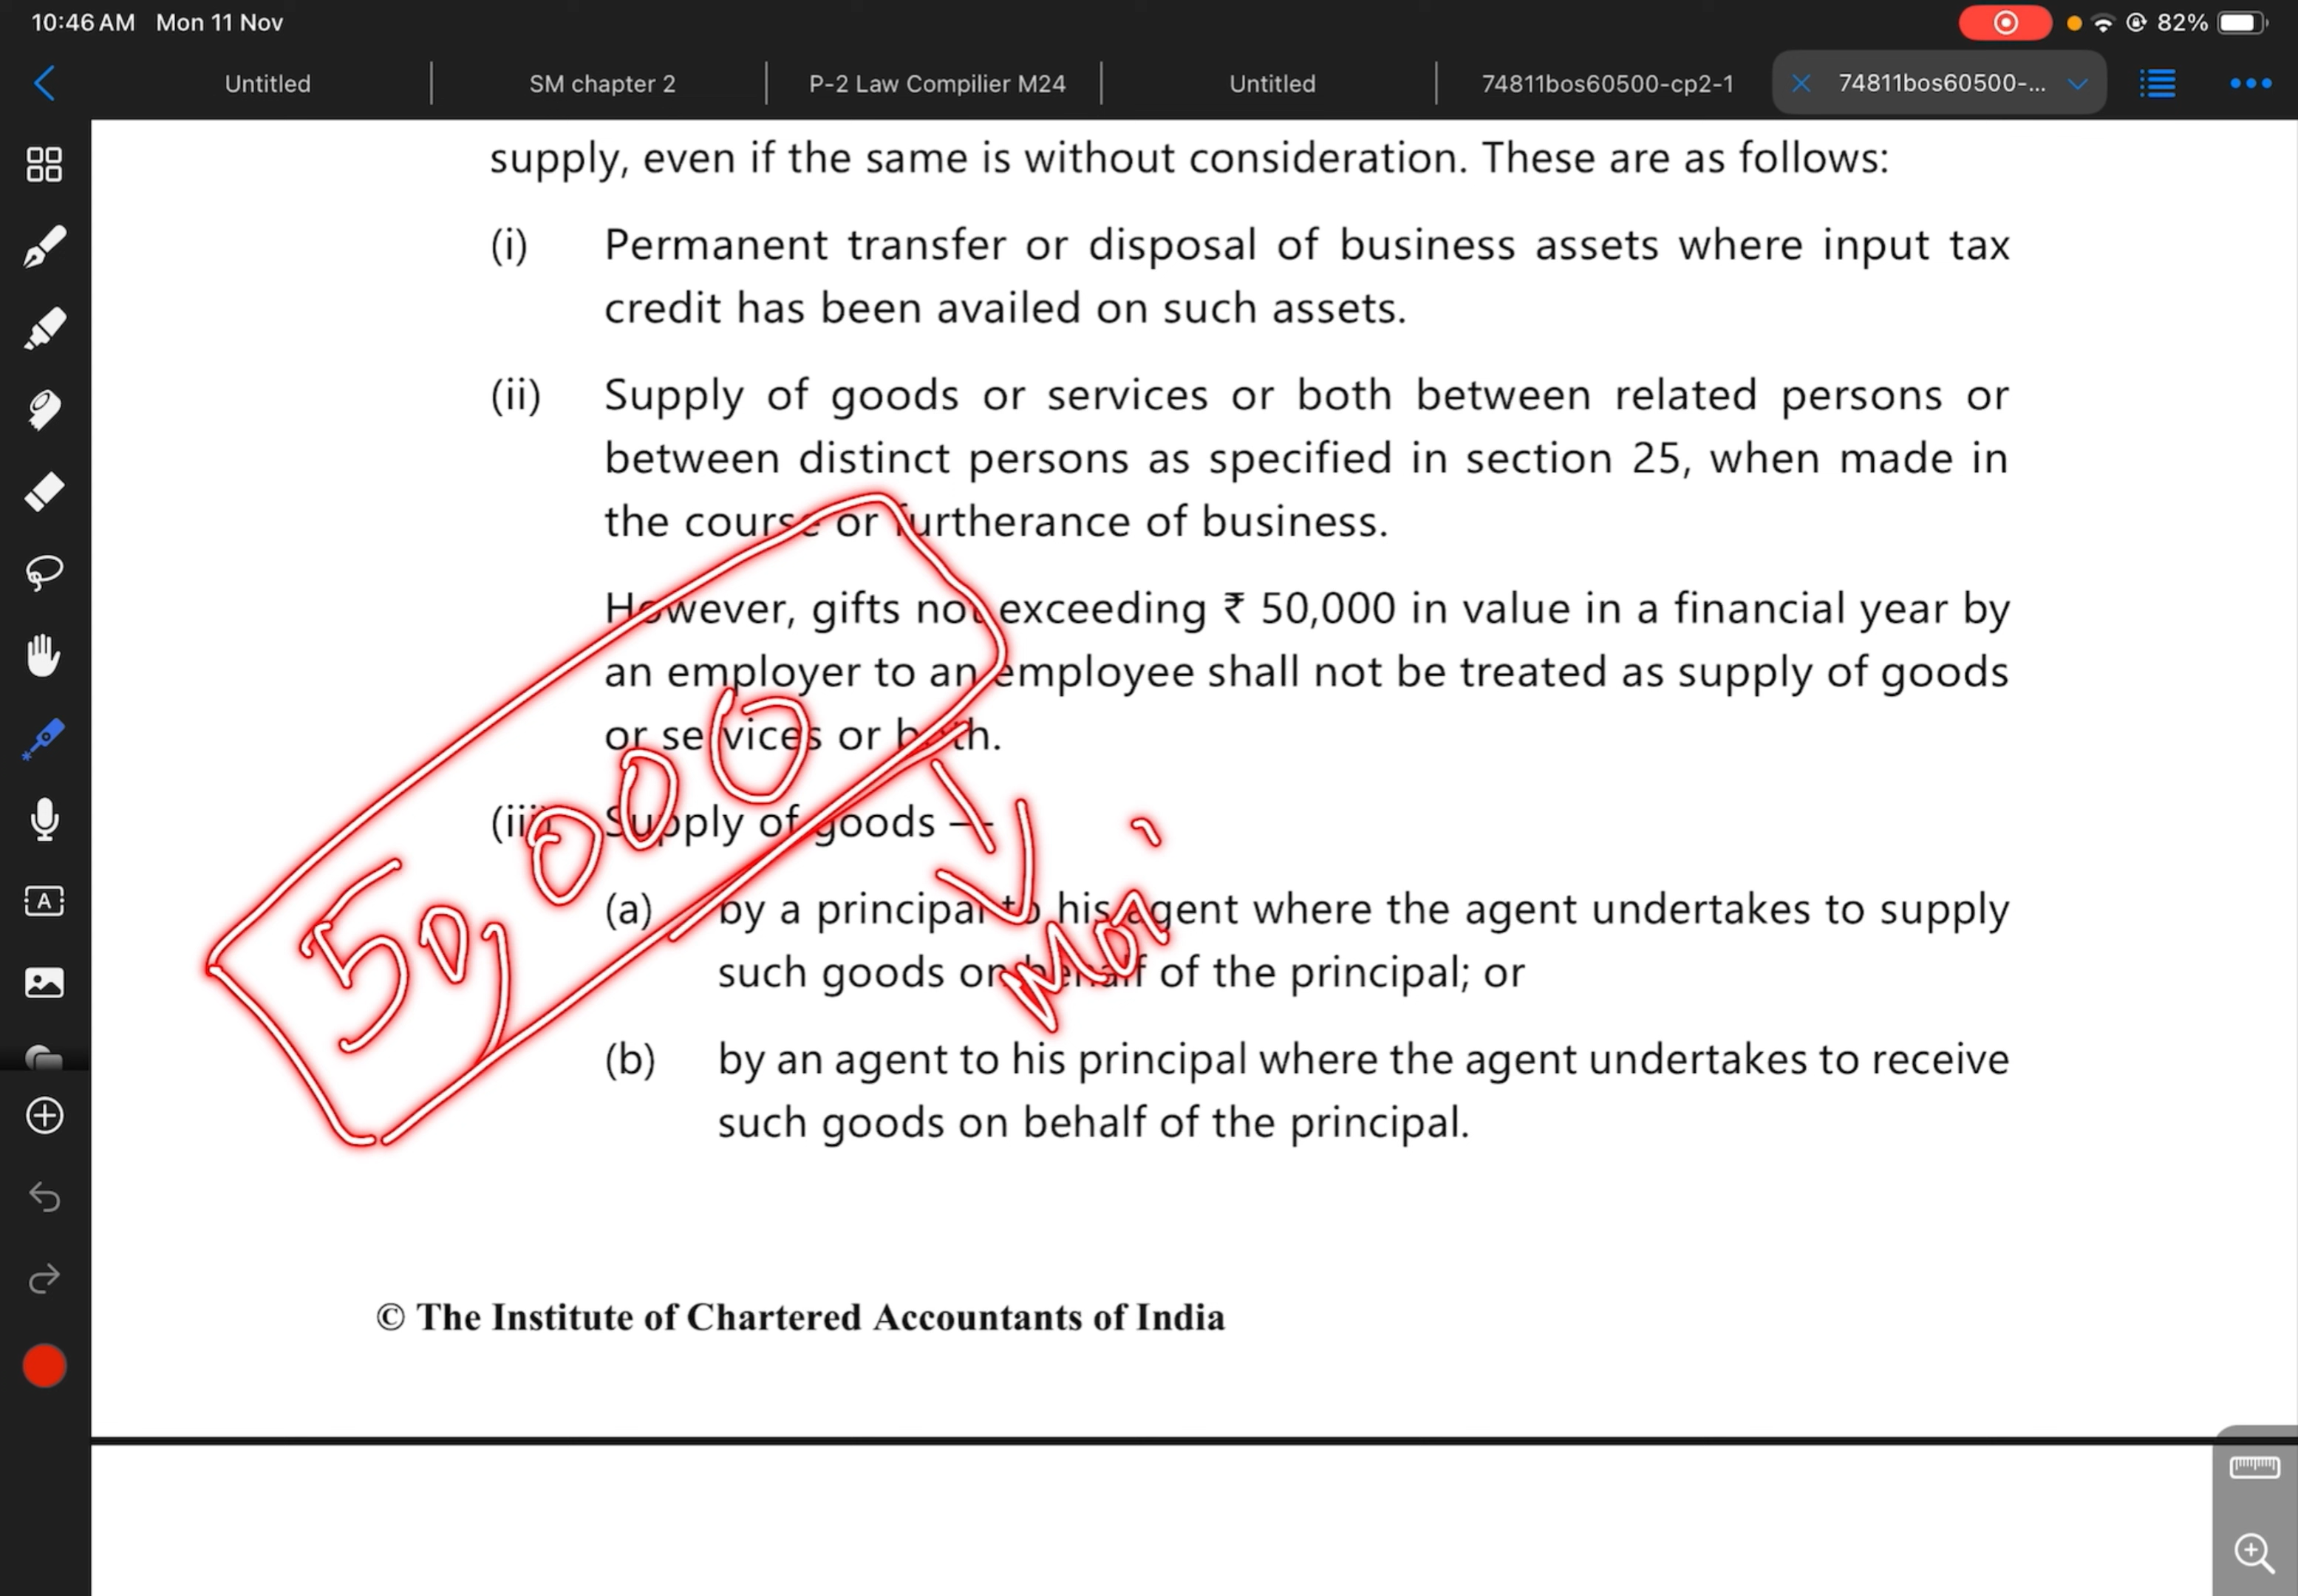 10:46 AM Mon 11 Nov 82%
Untitled SM chapter 2 P-2 Law Compilier M24 Untitled 74811bos60500-cp2-1 74811bos60500-...
supply, even if the same is without consideration. These are as follows:
(i) Permanent transfer or disposal of business assets where input tax
credit has been availed on such assets.
(ii) Supply of goods or services or both between related persons or
between distinct persons as specified in section 25, when made in
the course or furtherance of business.
However, gifts not exceeding ₹ 50,000 in value in a financial year by
an employer to an employee shall not be treated as supply of goods
or services or both.
(iii) Supply of goods —
50,000
(a) by a principal to his agent where the agent undertakes to supply
such goods on behalf of the principal; or
(b) by an agent to his principal where the agent undertakes to receive
such goods on behalf of the principal.
© The Institute of Chartered Accountants of India